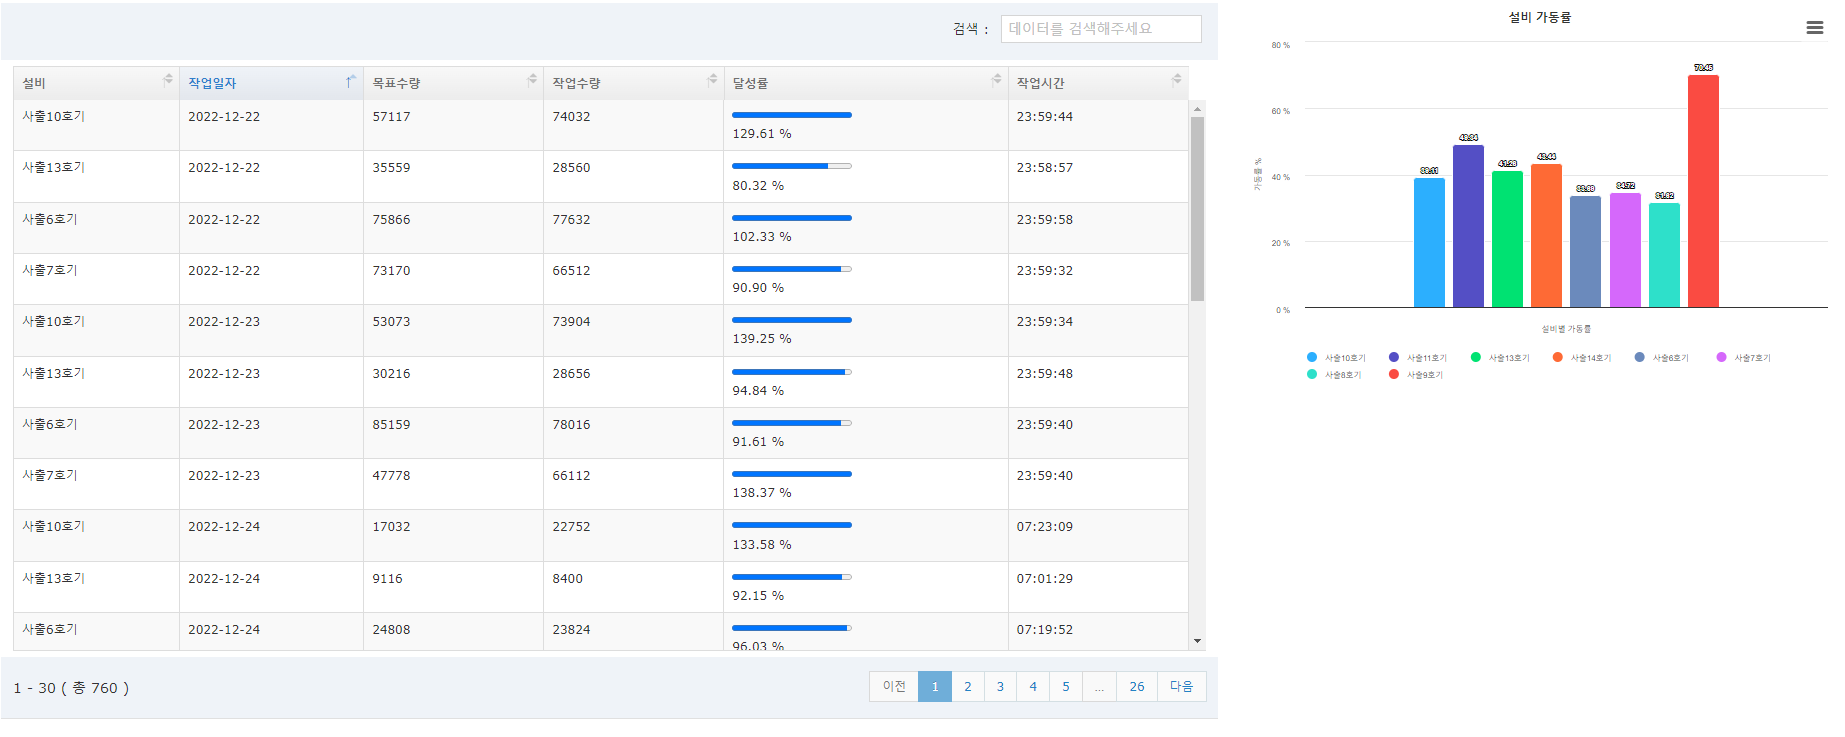 검색 : 데이터를 검색해주세요
설비 작업일자 목표수량 작업수량 달성률 작업시간
사출10호기 2022-12-22 57117 74032 129.61 % 23:59:44
사출13호기 2022-12-22 35559 28560 80.32 % 23:58:57
사출6호기 2022-12-22 75866 77632 102.33 % 23:59:58
사출7호기 2022-12-22 73170 66512 90.90 % 23:59:32
사출10호기 2022-12-23 53073 73904 139.25 % 23:59:34
사출13호기 2022-12-23 30216 28656 94.84 % 23:59:48
사출6호기 2022-12-23 85159 78016 91.61 % 23:59:40
사출7호기 2022-12-23 47778 66112 138.37 % 23:59:40
사출10호기 2022-12-24 17032 22752 133.58 % 07:23:09
사출13호기 2022-12-24 9116 8400 92.15 % 07:01:29
사출6호기 2022-12-24 24808 23824 96.03 % 07:19:52
1 - 30 ( 총 760 )
이전 1 2 3 4 5 ... 26 다음
설비 가동률
80 %
60 %
40 %
20 %
0 %
가동률 %
39.11
41.28
43.44
34.72
31.62
설비별 가동률
사출10호기 사출11호기 사출13호기 사출14호기 사출6호기 사출7호기
사출8호기 사출9호기